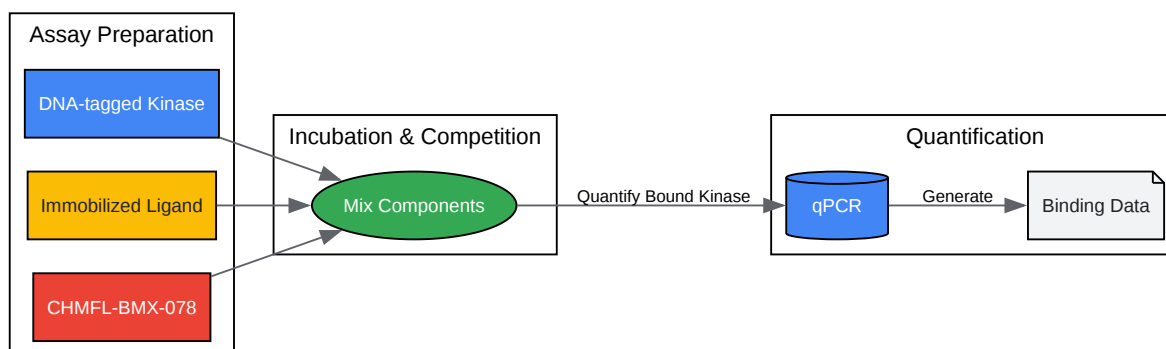 Assay Preparation
DNA-tagged Kinase
Immobilized Ligand
CHMFL-BMX-078
Incubation & Competition
Mix Components
Quantify Bound Kinase
Quantification
qPCR
Generate
Binding Data